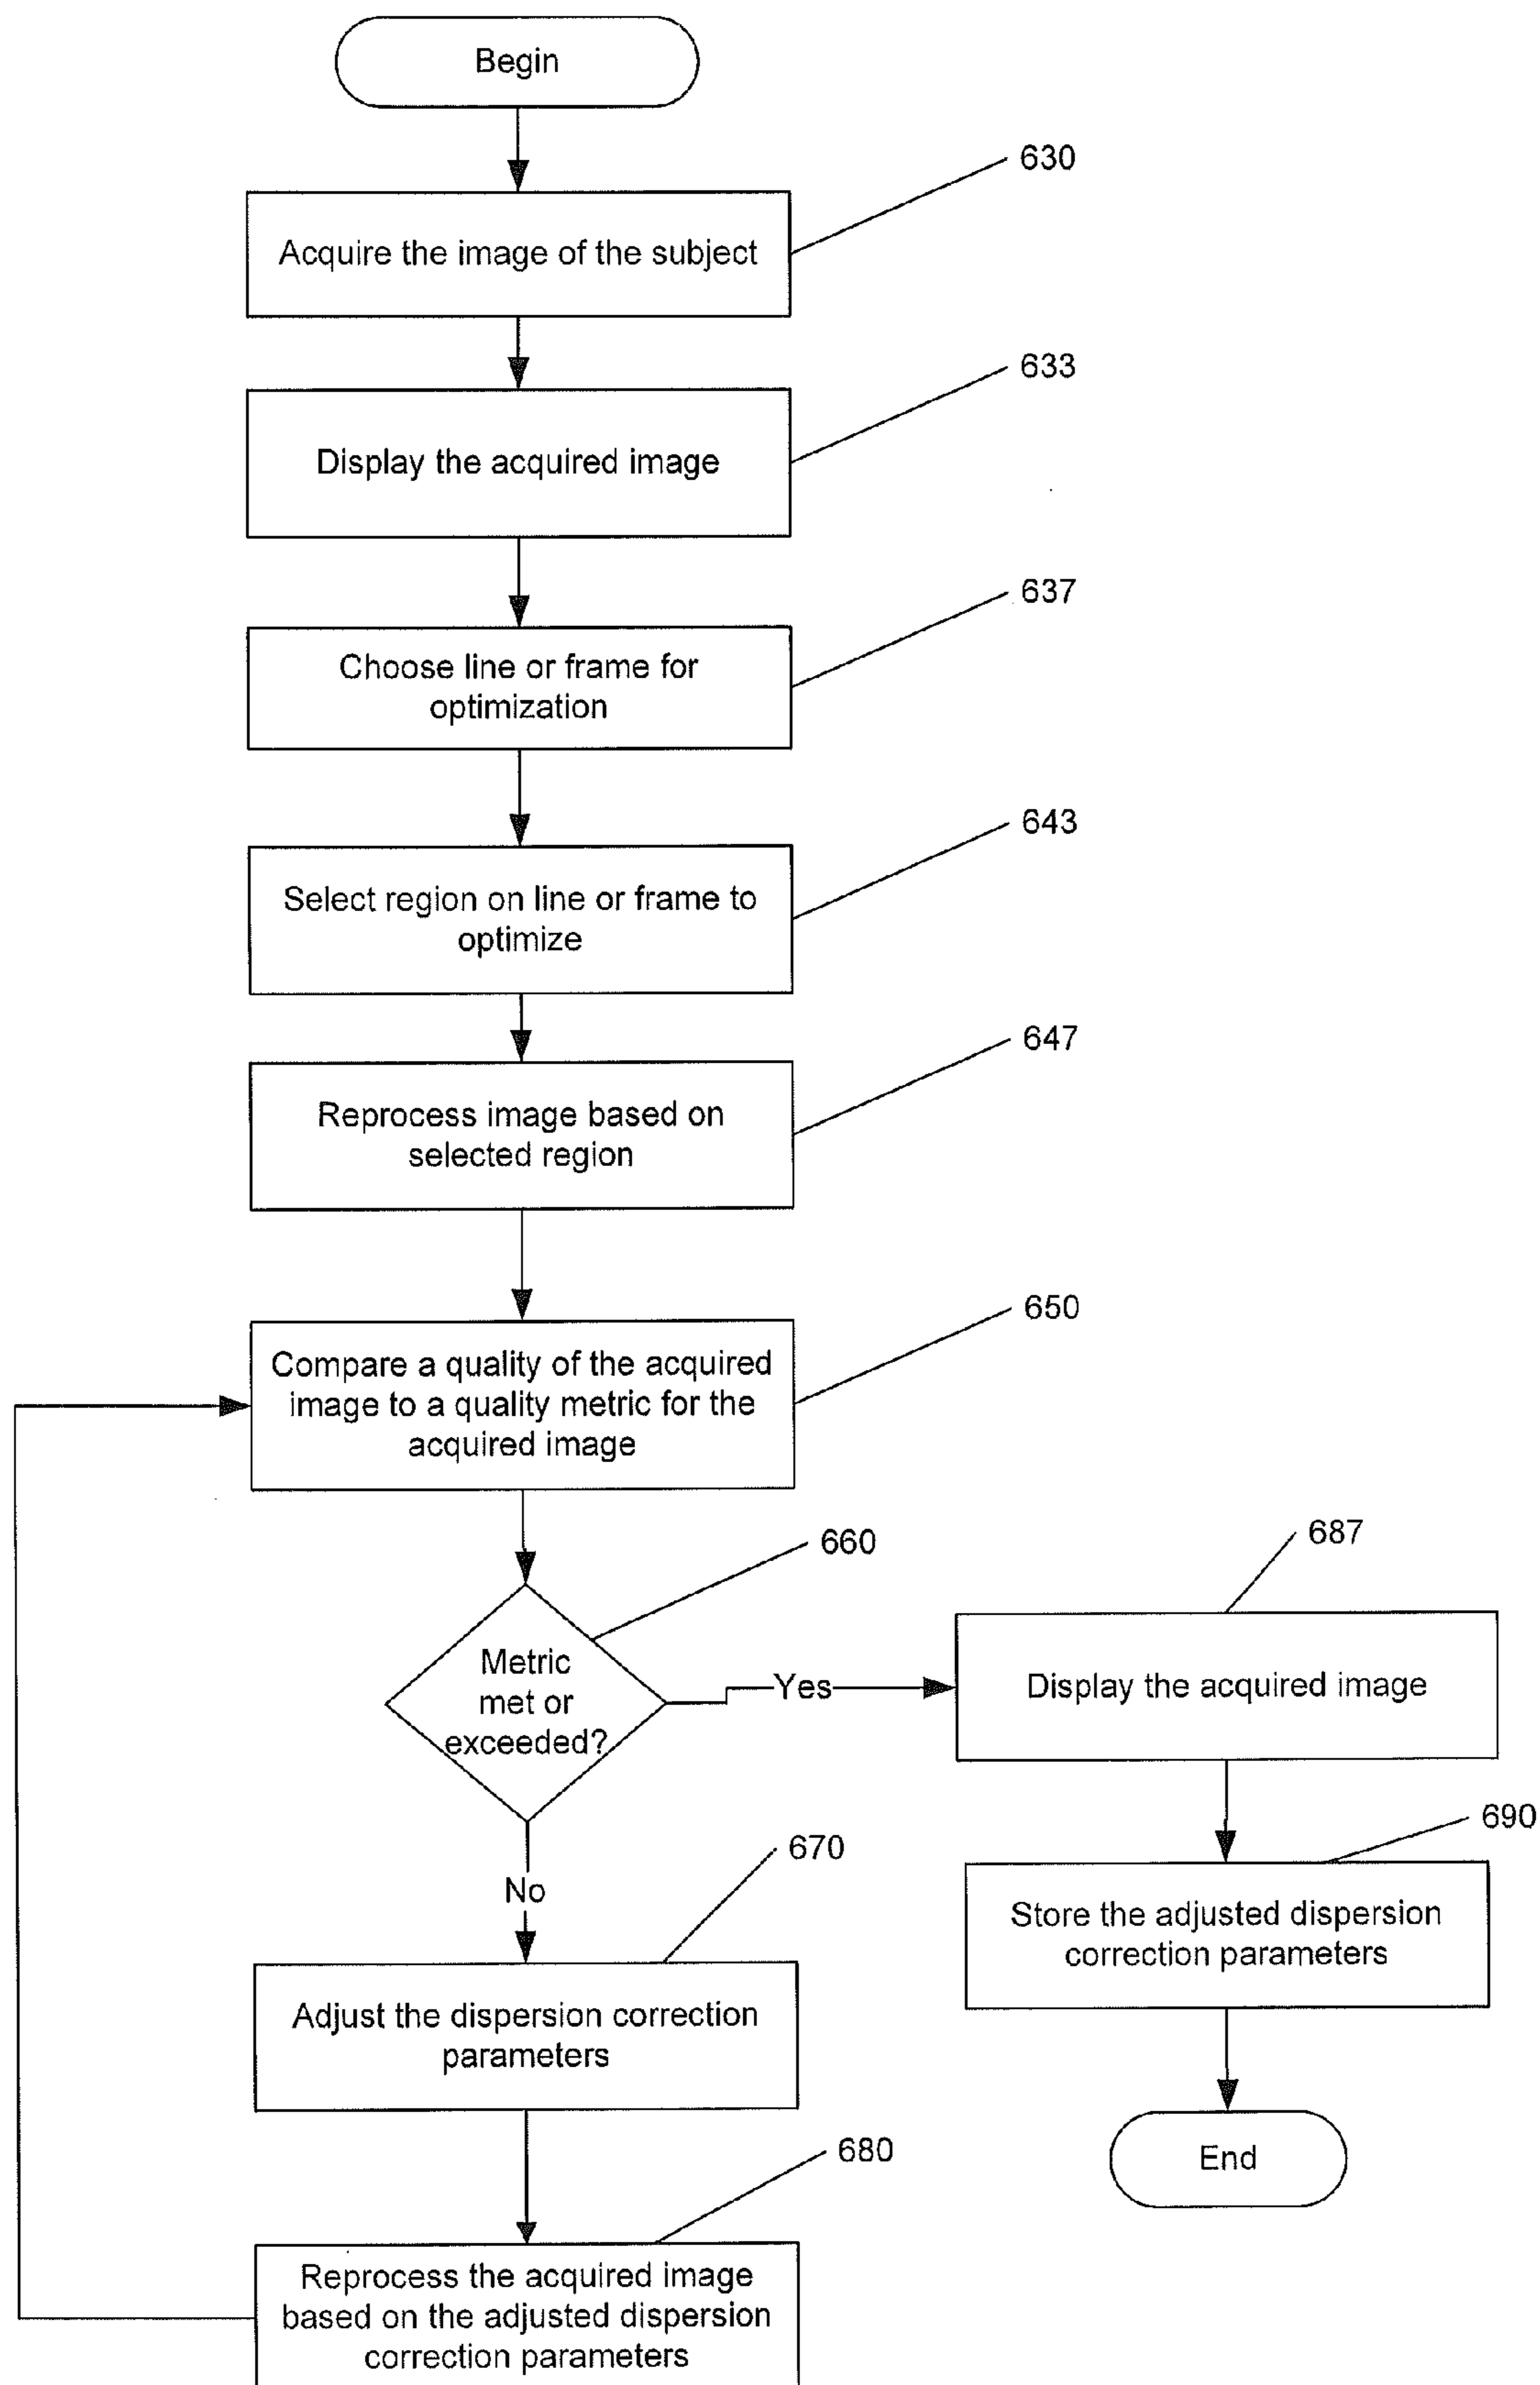 Begin
630
Acquire the image of the subject
633
Display the acquired image
637
Choose line or frame for
optimization
643
Select region on line or frame to
optimize
647
Reprocess image based on
selected region
650
Compare a quality of the acquired
image to a quality metric for the
acquired image
660
Metric
met or
exceeded?
Yes
687
Display the acquired image
690
Store the adjusted dispersion
correction parameters
End
No
670
Adjust the dispersion correction
parameters
680
Reprocess the acquired image
based on the adjusted dispersion
correction parameters